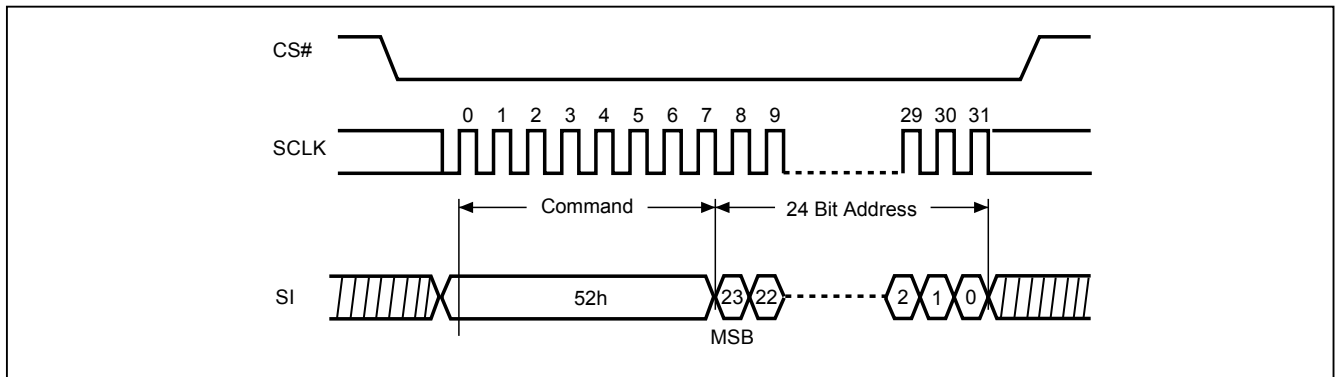 CS#
0 1 2 3 4 5 6 7 8 9 29 30 31
SCLK
Command 24 Bit Address
SI 52h 23 22 2 1 0
MSB